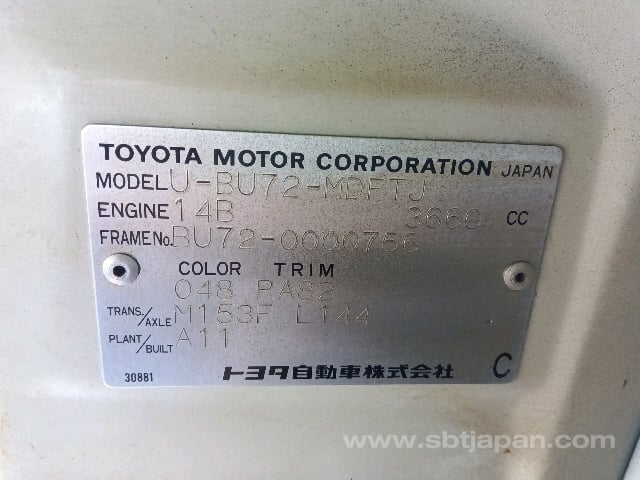 TOYOTA MOTOR CORPORATION JAPAN
MODEL U-BU72-MDFTJ
ENGINE 14B 3660 CC
FRAME No. BU72-0000756
COLOR TRIM
048 PA82
TRANS./AXLE M153F L144
PLANT/BUILT A11
30881 トヨタ自動車株式会社 C
www.sbtjapan.com